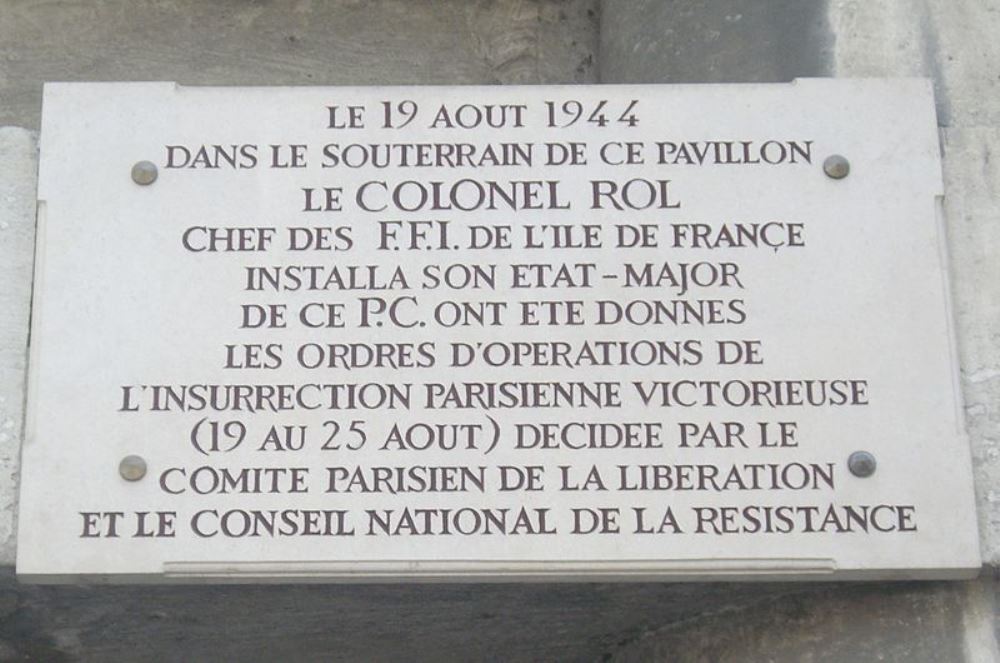 LE 19 AOUT 1944
DANS LE SOUTERRAIN DE CE PAVILLON
LE COLONEL ROL
CHEF DES F.F.I. DE L'ILE DE FRANÇE
INSTALLA SON ETAT-MAJOR
DE CE P.C. ONT ETE DONNES
LES ORDRES D'OPERATIONS DE
L'INSURRECTION PARISIENNE VICTORIEUSE
(19 AU 25 AOUT) DECIDEE PAR LE
COMITE PARISIEN DE LA LIBERATION
ET LE CONSEIL NATIONAL DE LA RESISTANCE